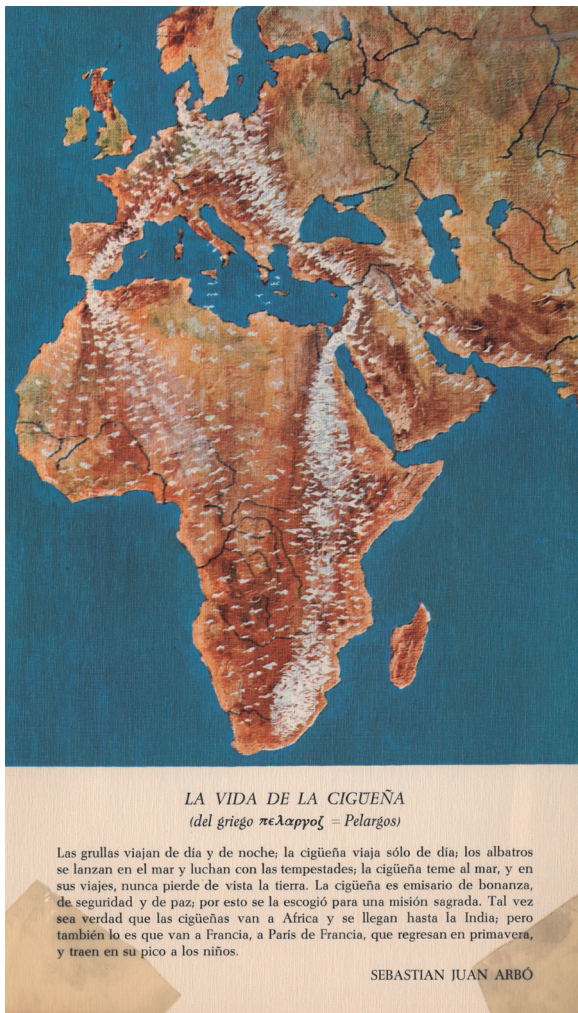 LA VIDA DE LA CIGÜEÑA
(del griego πελαργοζ = Pelargos)
Las grullas viajan de día y de noche; la cigüeña viaja sólo de día; los albatros
se lanzan en el mar y luchan con las tempestades; la cigüeña teme al mar, y en
sus viajes, nunca pierde de vista la tierra. La cigüeña es emisario de bonanza,
de seguridad y de paz; por esto se la escogió para una misión sagrada. Tal vez
sea verdad que las cigüeñas van a Africa y se llegan hasta la India; pero
también lo es que van a Francia, a París de Francia, que regresan en primavera,
y traen en su pico a los niños.
SEBASTIAN JUAN ARBÓ